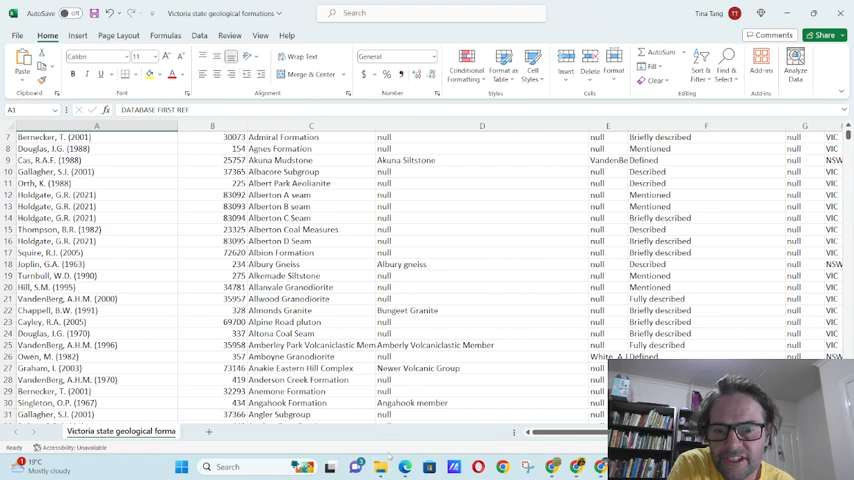 AutoSave Off Victoria state geological formations Search Tina Tang TT
File Home Insert Page Layout Formulas Data Review View Help Comments Share
Paste Calibri 11 Wrap Text General Conditional Formatting Format as Table Cell Styles Insert Delete Format AutoSum Fill Clear Sort & Filter Find & Select Add-ins Analyze Data
B I U Merge & Center $ % 
Clipboard Font Alignment Number Styles Cells Editing Add-ins
A1 fx DATABASE FIRST REF
A B C D E F G
7 Bernecker, T. (2001) 30073 Admiral Formation null null Briefly described null VIC
8 Douglas, J.G. (1988) 154 Agnes Formation null null Mentioned null VIC
9 Cas, R.A.F. (1988) 25757 Akuna Mudstone Akuna Siltstone VandenBe Defined null NSW
10 Gallagher, S.J. (2001) 37365 Albacore Subgroup null null Described null VIC
11 Orth, K. (1988) 225 Albert Park Aeolianite null null Described null VIC
12 Holdgate, G.R. (2021) 83092 Alberton A seam null null Mentioned null VIC
13 Holdgate, G.R. (2021) 83093 Alberton B seam null null Mentioned null VIC
14 Holdgate, G.R. (2021) 83094 Alberton C Seam null null Briefly described null VIC
15 Thompson, B.R. (1982) 23325 Alberton Coal Measures null null Described null VIC
16 Holdgate, G.R. (2021) 83095 Alberton D Seam null null Briefly described null VIC
17 Squire, R.J. (2005) 72620 Albion Formation null null Briefly described null VIC
18 Joplin, G.A. (1963) 234 Albury Gneiss Albury gneiss null Described null NSW
19 Turnbull, W.D. (1990) 275 Alkemade Siltstone null null Mentioned null VIC
20 Hill, S.M. (1995) 34781 Allanvale Granodiorite null null Mentioned null VIC
21 VandenBerg, A.H.M. (2000) 35957 Allwood Granodiorite null null Fully described null VIC
22 Chappell, B.W. (1991) 328 Almonds Granite Bungeet Granite null Briefly described null VIC
23 Cayley, R.A. (2005) 69700 Alpine Road pluton null null Mentioned null VIC
24 Douglas, J.G. (1970) 337 Altona Coal Seam null null Briefly described null VIC
25 VandenBerg, A.H.M. (1996) 35958 Amberley Park Volcaniclastic Mem Amberly Volcaniclastic Member null Fully described null VIC
26 Owen, M. (1982) 357 Amboyne Granodiorite null White, A.J Defined null NSW
27 Graham, I. (2003) 73146 Anakie Eastern Hill Complex Newer Volcanic Group null
28 VandenBerg, A.H.M. (1970) 419 Anderson Creek Formation null null
29 Bernecker, T. (2001) 32293 Anemone Formation null null
30 Singleton, O.P. (1967) 434 Angahook Formation Angahook member null
31 Gallagher, S.J. (2001) 37366 Angler Subgroup null null
Victoria state geological forma
Ready Accessibility: Unavailable
19°C
Mostly cloudy
Search